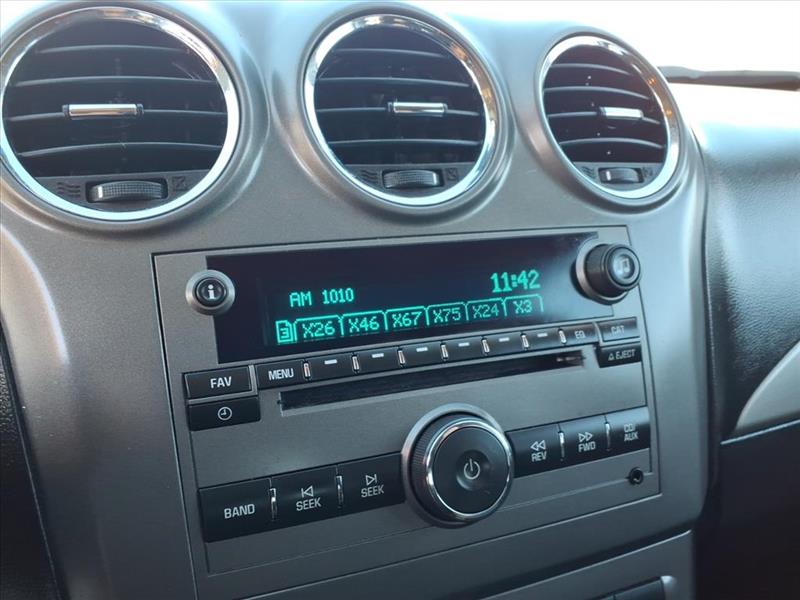 11:42
AM 1010
3 X26 X46 X67 X75 X24 X3
FAV MENU EQ CAT
EJECT
BAND SEEK SEEK REV FWD CD/AUX